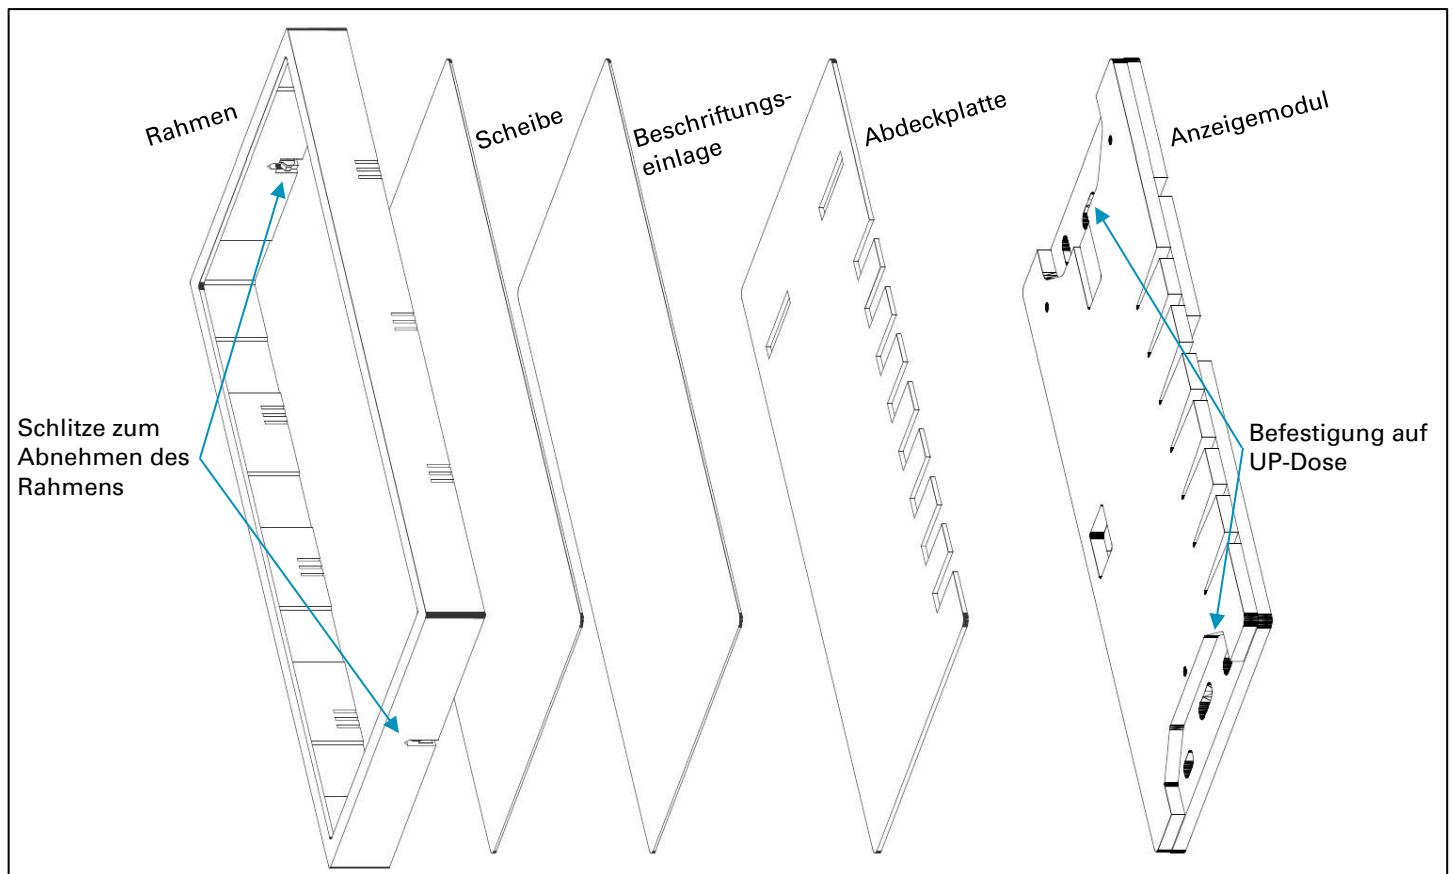 Rahmen
Scheibe
Beschriftungs-
einlage
Abdeckplatte
Anzeigemodul
Schlitze zum
Abnehmen des
Rahmens
Befestigung auf
UP-Dose